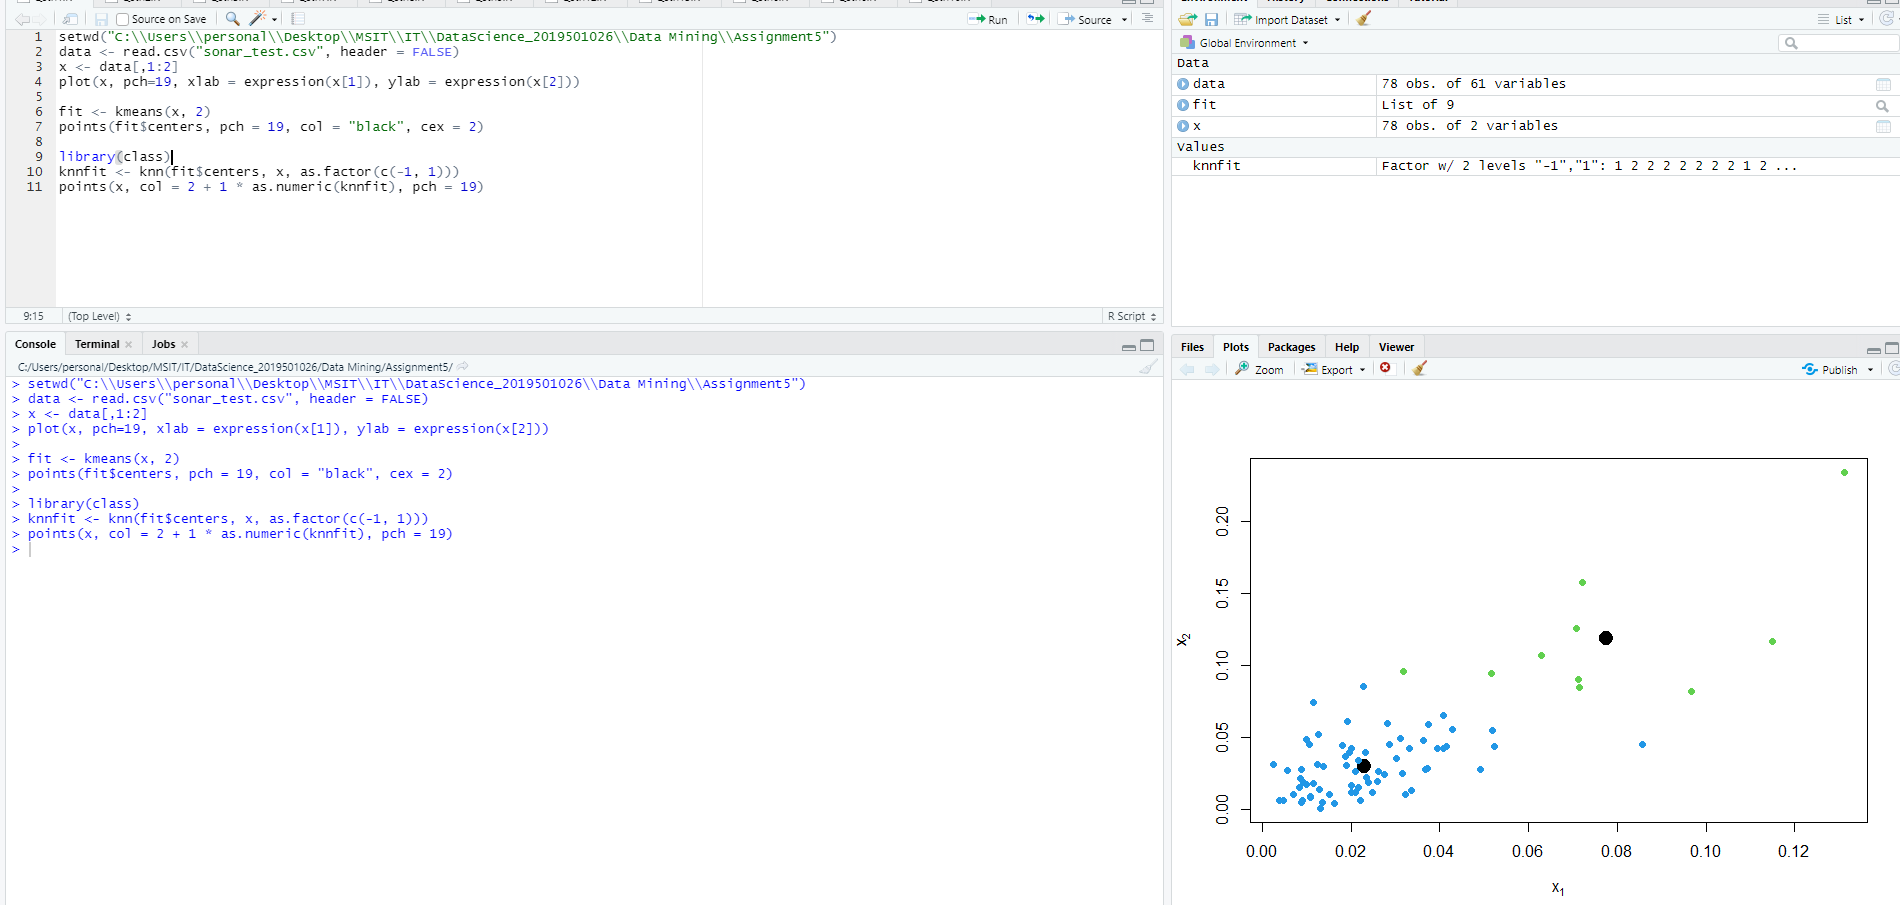 Source on Save
Run
Source
1 setwd("C:\\Users\\personal\\Desktop\\MSIT\\IT\\DataScience_2019501026\\Data Mining\\Assignment5")
2 data <- read.csv("sonar_test.csv", header = FALSE)
3 x <- data[,1:2]
4 plot(x, pch=19, xlab = expression(x[1]), ylab = expression(x[2]))
5
6 fit <- kmeans(x, 2)
7 points(fit$centers, pch = 19, col = "black", cex = 2)
8
9 library(class)
10 knnfit <- knn(fit$centers, x, as.factor(c(-1, 1)))
11 points(x, col = 2 + 1 * as.numeric(knnfit), pch = 19)
9:15 (Top Level) R Script
Console Terminal Jobs
C:/Users/personal/Desktop/MSIT/IT/DataScience_2019501026/Data Mining/Assignment5/
> setwd("C:\\Users\\personal\\Desktop\\MSIT\\IT\\DataScience_2019501026\\Data Mining\\Assignment5")
> data <- read.csv("sonar_test.csv", header = FALSE)
> x <- data[,1:2]
> plot(x, pch=19, xlab = expression(x[1]), ylab = expression(x[2]))
>
> fit <- kmeans(x, 2)
> points(fit$centers, pch = 19, col = "black", cex = 2)
>
> library(class)
> knnfit <- knn(fit$centers, x, as.factor(c(-1, 1)))
> points(x, col = 2 + 1 * as.numeric(knnfit), pch = 19)
>
Import Dataset List
Global Environment
Data
data 78 obs. of 61 variables
fit List of 9
x 78 obs. of 2 variables
Values
knnfit Factor w/ 2 levels "-1","1": 1 2 2 2 2 2 2 2 1 2 ...
Files Plots Packages Help Viewer
Zoom Export Publish
0.20
0.15
0.10
0.05
0.00
x2
0.00 0.02 0.04 0.06 0.08 0.10 0.12
x1